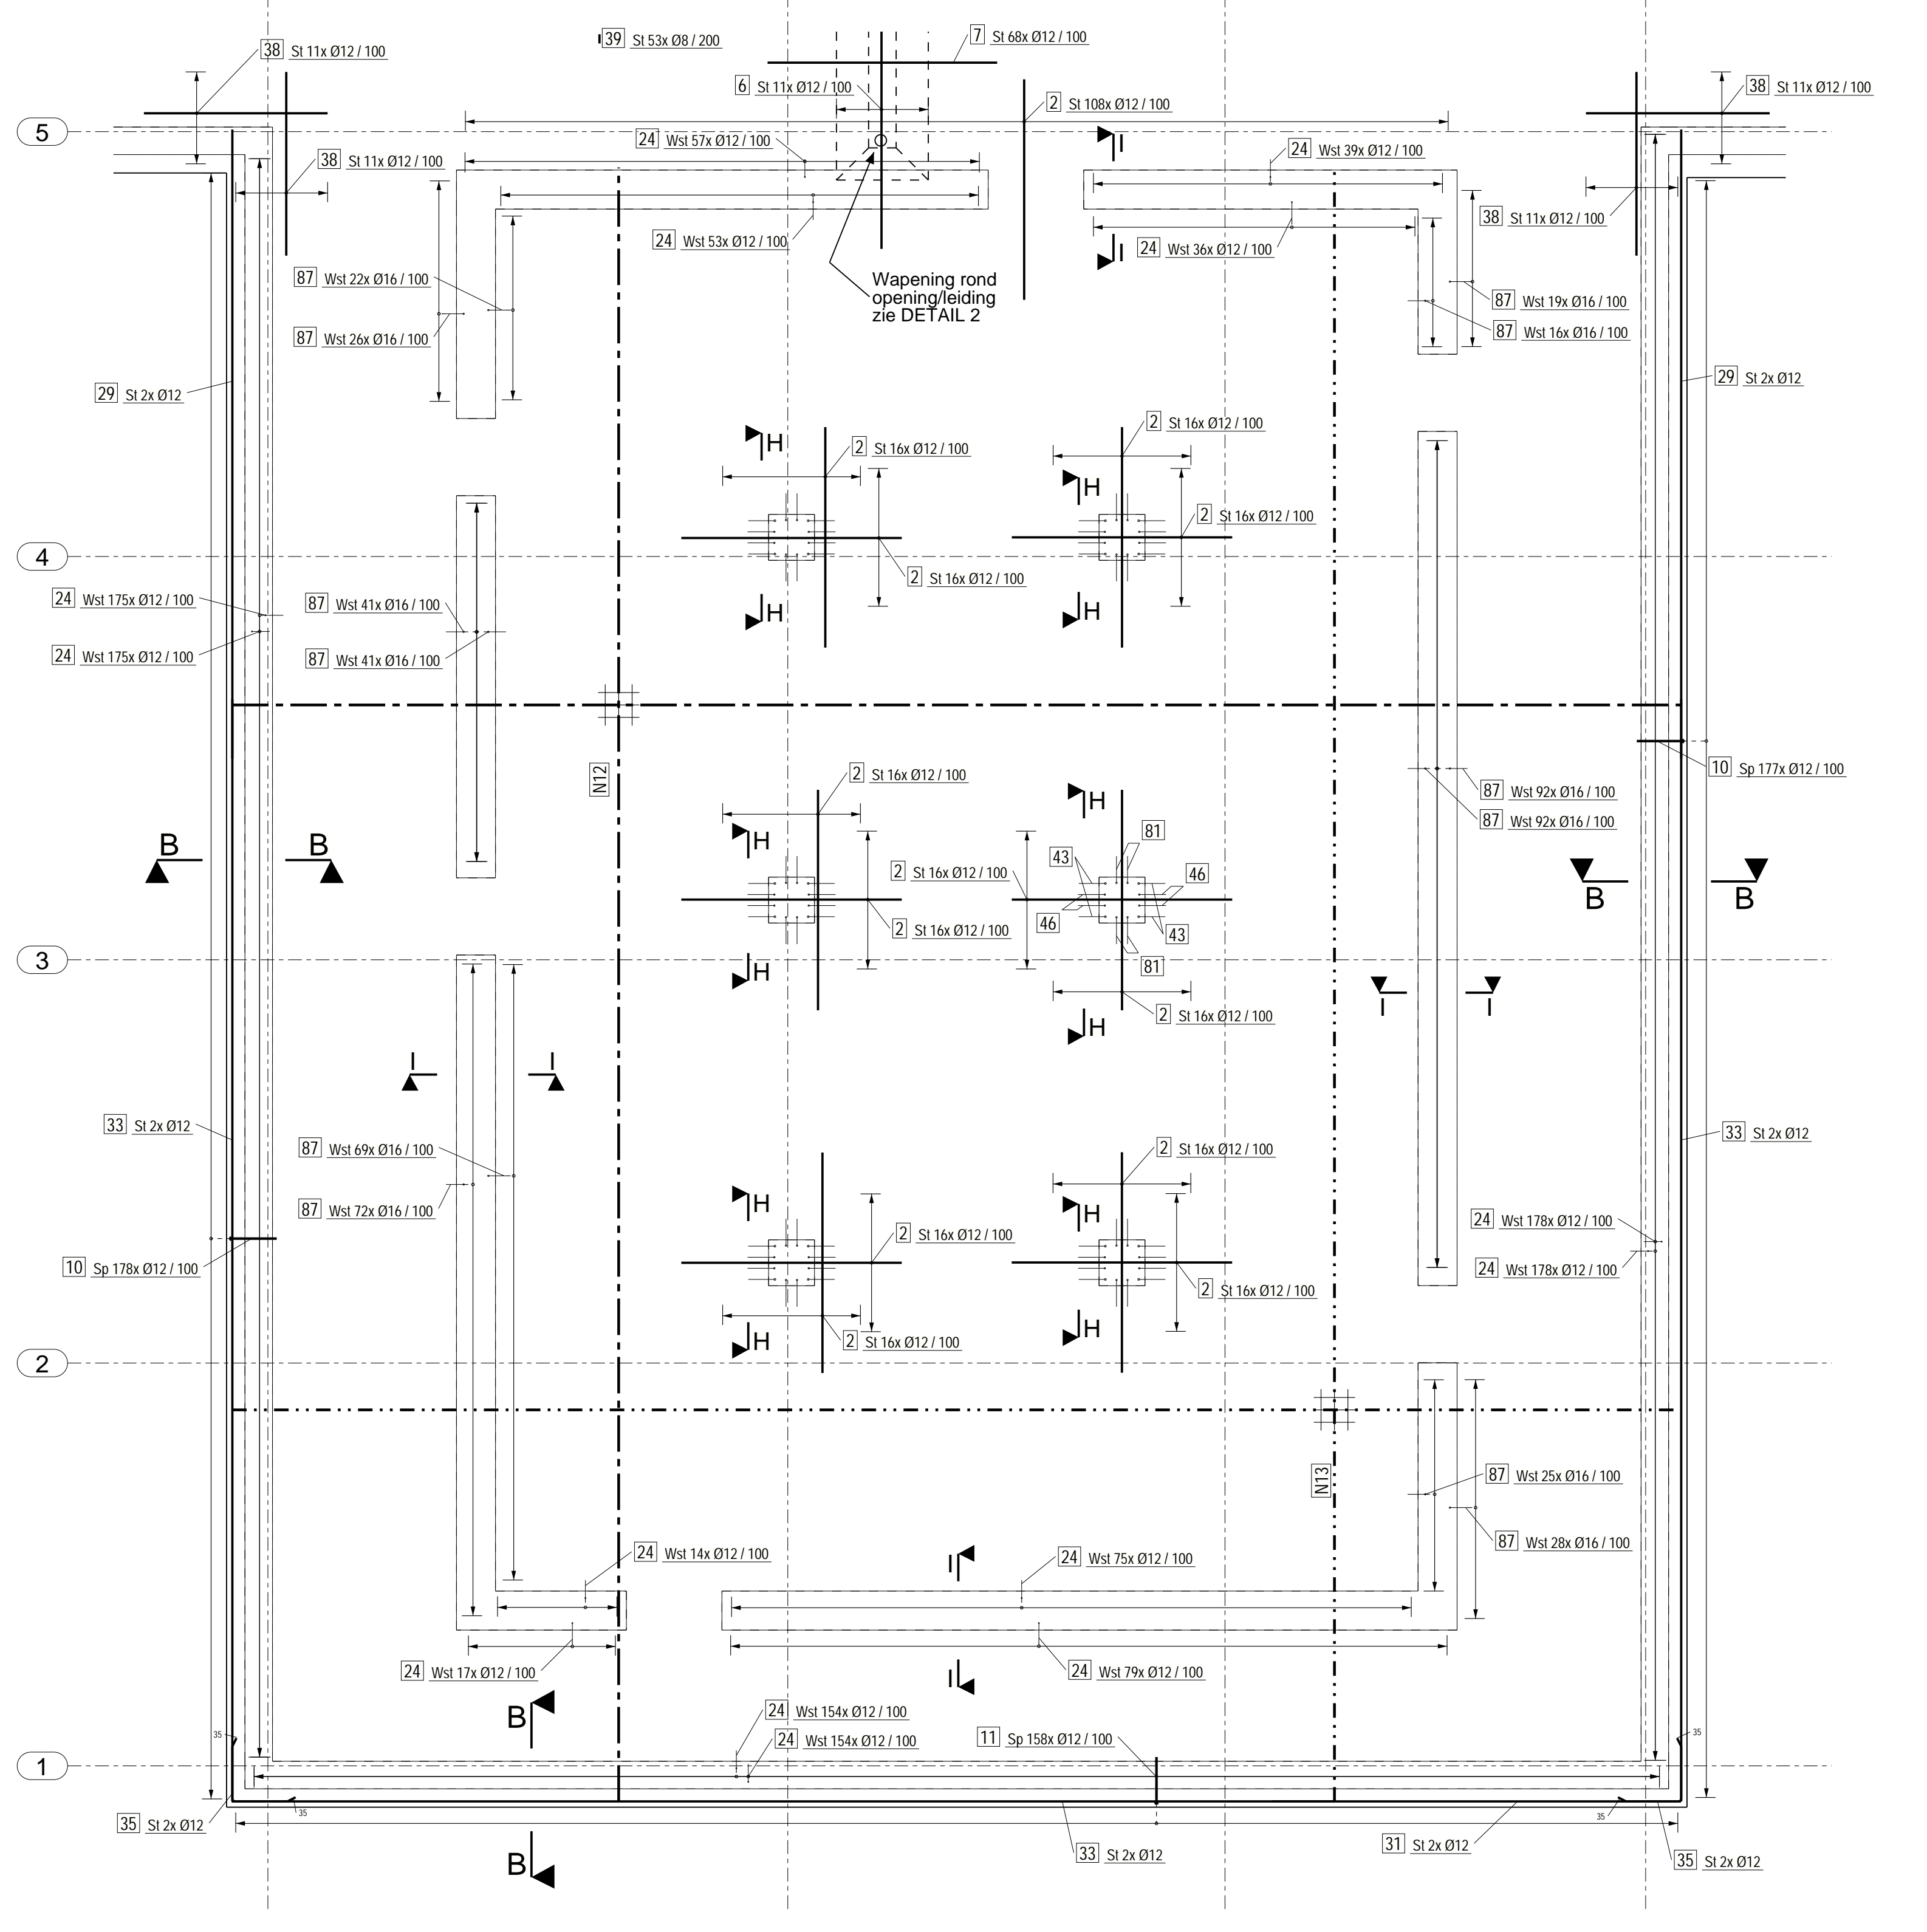 39 St 53x Ø8 / 200
7 St 68x Ø12 / 100
38 St 11x Ø12 / 100
6 St 11x Ø12 / 100
2 St 108x Ø12 / 100
38 St 11x Ø12 / 100
5
24 Wst 57x Ø12 / 100
I
24 Wst 39x Ø12 / 100
38 St 11x Ø12 / 100
38 St 11x Ø12 / 100
24 Wst 53x Ø12 / 100
24 Wst 36x Ø12 / 100
I
87 Wst 22x Ø16 / 100
Wapening rond
opening/leiding
zie DETAIL 2
87 Wst 19x Ø16 / 100
87 Wst 26x Ø16 / 100
87 Wst 16x Ø16 / 100
29 St 2x Ø12
29 St 2x Ø12
H
2 St 16x Ø12 / 100
2 St 16x Ø12 / 100
H
2 St 16x Ø12 / 100
4
2 St 16x Ø12 / 100
24 Wst 175x Ø12 / 100
87 Wst 41x Ø16 / 100
H
H
24 Wst 175x Ø12 / 100
87 Wst 41x Ø16 / 100
N12
2 St 16x Ø12 / 100
10 Sp 177x Ø12 / 100
H
87 Wst 92x Ø16 / 100
87 Wst 92x Ø16 / 100
B
B
H
81
43
2 St 16x Ø12 / 100
46
B
B
46
2 St 16x Ø12 / 100
43
3
H
81
2 St 16x Ø12 / 100
H
I
I
I
I
33 St 2x Ø12
33 St 2x Ø12
87 Wst 69x Ø16 / 100
2 St 16x Ø12 / 100
87 Wst 72x Ø16 / 100
H
H
24 Wst 178x Ø12 / 100
2 St 16x Ø12 / 100
10 Sp 178x Ø12 / 100
24 Wst 178x Ø12 / 100
2 St 16x Ø12 / 100
H
H
2 St 16x Ø12 / 100
2
N13
87 Wst 25x Ø16 / 100
87 Wst 28x Ø16 / 100
24 Wst 14x Ø12 / 100
I
24 Wst 75x Ø12 / 100
24 Wst 17x Ø12 / 100
I
24 Wst 79x Ø12 / 100
B
24 Wst 154x Ø12 / 100
24 Wst 154x Ø12 / 100
11 Sp 158x Ø12 / 100
35
35
1
35
35
35 St 2x Ø12
33 St 2x Ø12
31 St 2x Ø12
35 St 2x Ø12
B